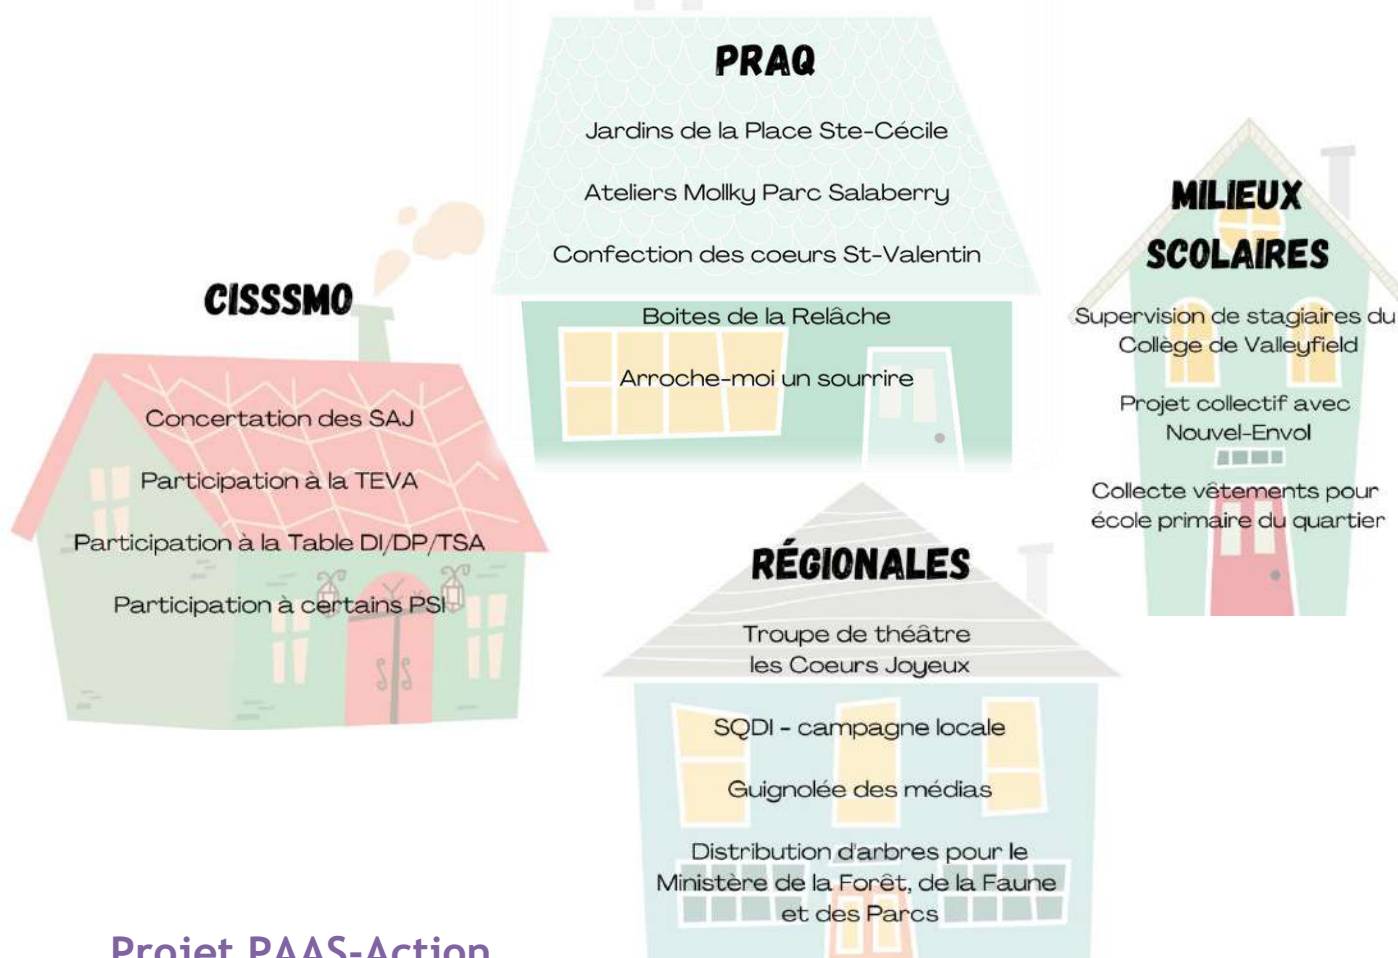 PRAQ
Jardins de la Place Ste-Cécile
Ateliers Mollky Parc Salaberry
Confection des coeurs St-Valentin
Boites de la Relâche
Arroche-moi un sourrire
MILIEUX
SCOLAIRES
Supervision de stagiaires du
Collège de Valleyfield
Projet collectif avec
Nouvel-Envol
Collecte vêtements pour
école primaire du quartier
CISSSMO
Concertation des SAJ
Participation à la TEVA
Participation à la Table DI/DP/TSA
Participation à certains PSI
RÉGIONALES
Troupe de théâtre
les Coeurs Joyeux
SQDI - campagne locale
Guignolée des médias
Distribution d'arbres pour le
Ministère de la Forêt, de la Faune
et des Parcs
Projet PAAS-Action